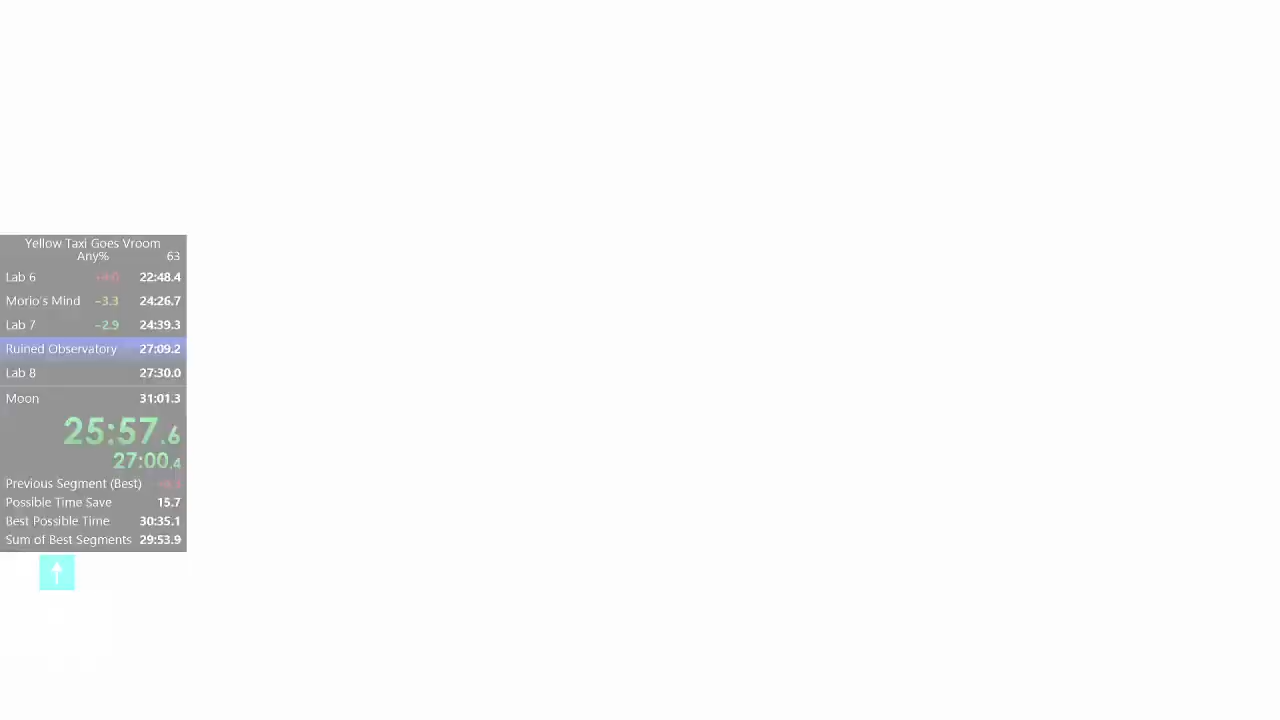 Yellow Taxi Goes Vroom
Any% 63
Lab 6 22:48.4
Morio's Mind -3.3 24:26.7
Lab 7 -2.9 24:39.3
Ruined Observatory 27:09.2
Lab 8 27:30.0
Moon 31:01.3
25:57.6
27:00.4
Previous Segment (Best)
Possible Time Save 15.7
Best Possible Time 30:35.1
Sum of Best Segments 29:53.9